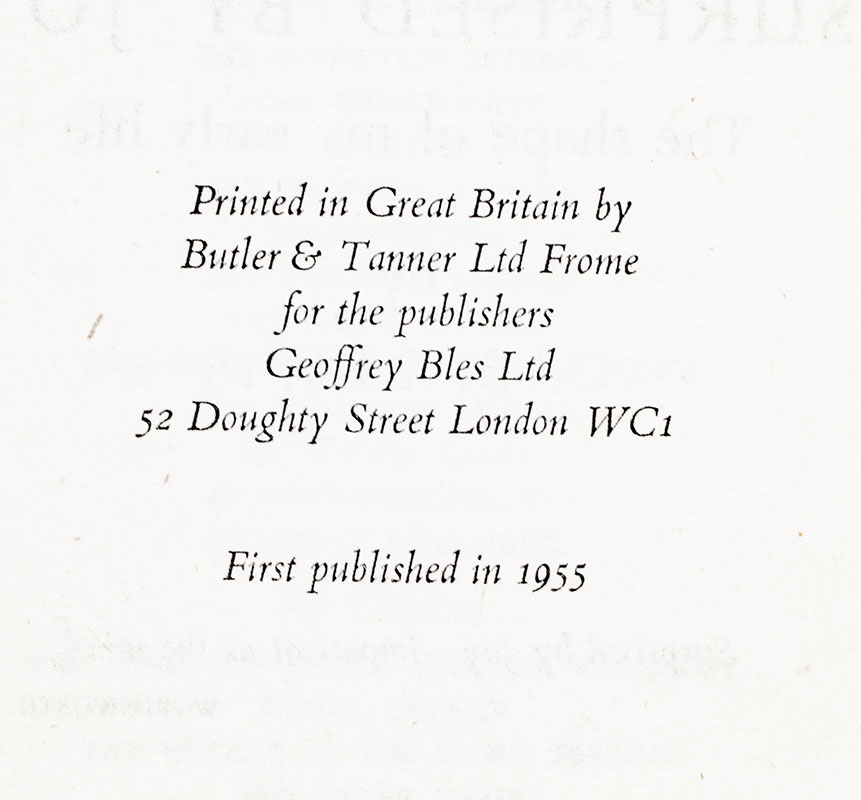 Printed in Great Britain by
Butler & Tanner Ltd Frome
for the publishers
Geoffrey Bles Ltd
52 Doughty Street London WC1
First published in 1955